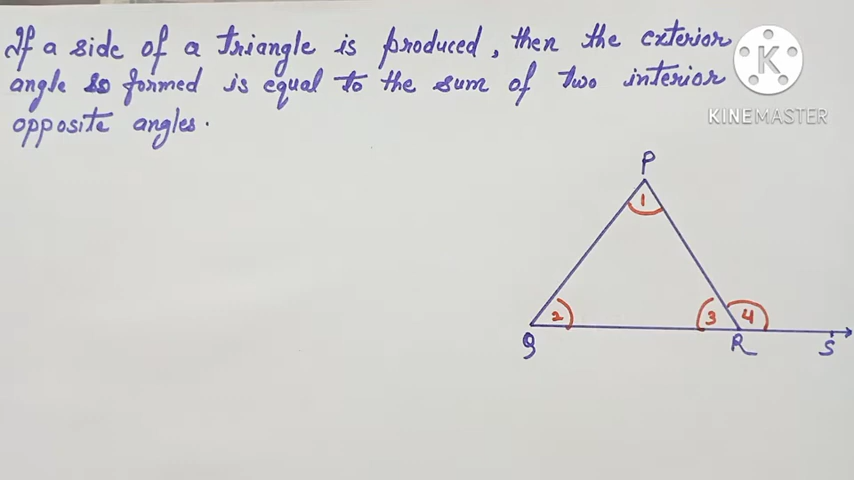 If a side of a triangle is produced, then the exterior
angle so formed is equal to the sum of two interior
opposite angles.
K
KINEMASTER
P
1
2
3
4
Q
R
S